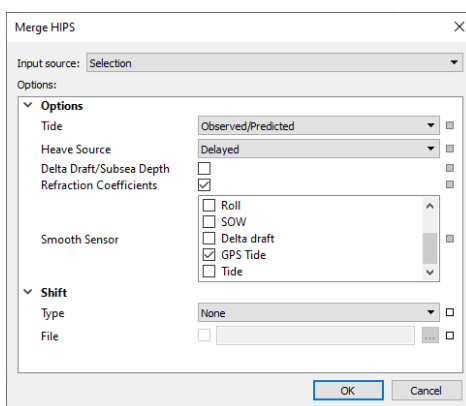 Merge HIPS
Input source: Selection
Options:
Options
Tide Observed/Predicted
Heave Source Delayed
Delta Draft/Subsea Depth
Refraction Coefficients
Roll
SOW
Smooth Sensor Delta draft
GPS Tide
Tide
Shift
Type None
File ...
OK Cancel